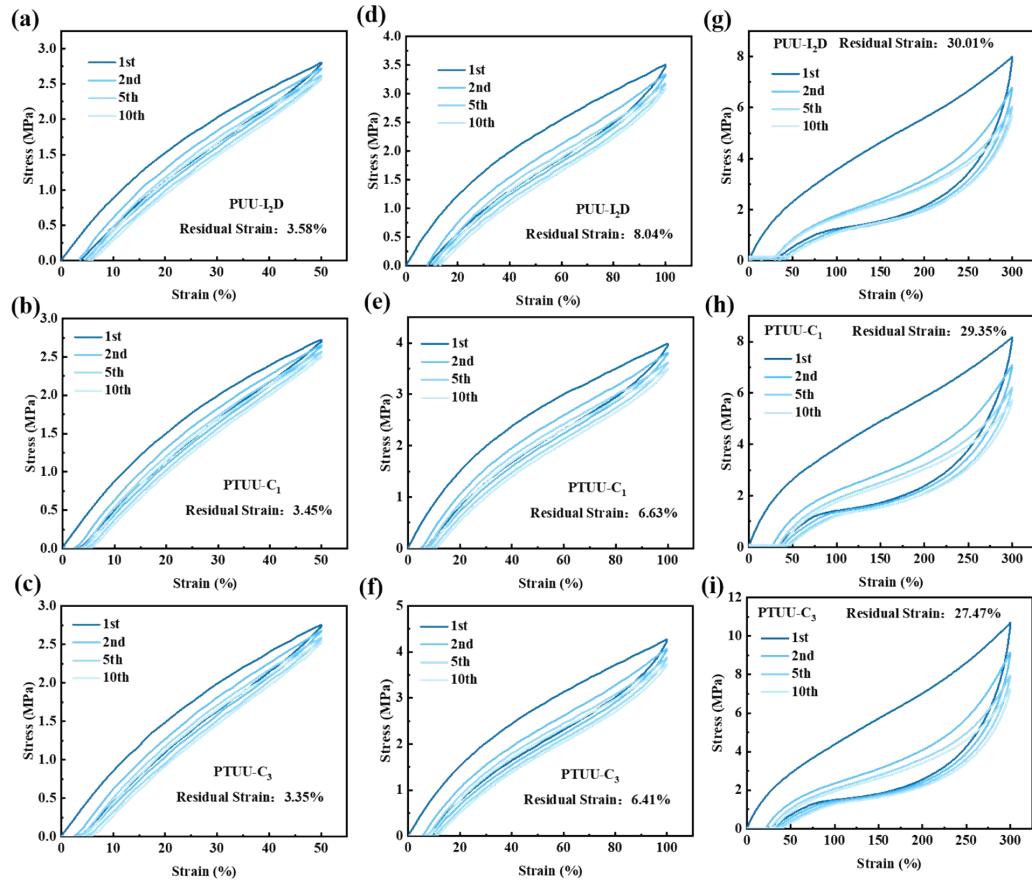 (a)
3.0
2.5
2.0
1.5
1.0
0.5
0.0
Stress (MPa)
1st
2nd
5th
10th
PUU-I₂D
Residual Strain：3.58%
0 10 20 30 40 50
Strain (%)
(d)
4.0
3.5
3.0
2.5
2.0
1.5
1.0
0.5
0.0
Stress (MPa)
1st
2nd
5th
10th
PUU-I₂D
Residual Strain：8.04%
0 20 40 60 80 100
Strain (%)
(g)
8
6
4
2
0
Stress (MPa)
PUU-I₂D Residual Strain：30.01%
1st
2nd
5th
10th
0 50 100 150 200 250 300
Strain (%)
(b)
3.0
2.5
2.0
1.5
1.0
0.5
0.0
Stress (MPa)
1st
2nd
5th
10th
PTUU-C₁
Residual Strain：3.45%
0 10 20 30 40 50
Strain (%)
(e)
4
3
2
1
0
Stress (MPa)
1st
2nd
5th
10th
PTUU-C₁
Residual Strain：6.63%
0 20 40 60 80 100
Strain (%)
(h)
8
6
4
2
0
Stress (MPa)
PTUU-C₁ Residual Strain：29.35%
1st
2nd
5th
10th
0 50 100 150 200 250 300
Strain (%)
(c)
3.0
2.5
2.0
1.5
1.0
0.5
0.0
Stress (MPa)
1st
2nd
5th
10th
PTUU-C₃
Residual Strain：3.35%
0 10 20 30 40 50
Strain (%)
(f)
5
4
3
2
1
0
Stress (MPa)
1st
2nd
5th
10th
PTUU-C₃
Residual Strain：6.41%
0 20 40 60 80 100
Strain (%)
(i)
12
10
8
6
4
2
0
Stress (MPa)
PTUU-C₃ Residual Strain：27.47%
1st
2nd
5th
10th
0 50 100 150 200 250 300
Strain (%)